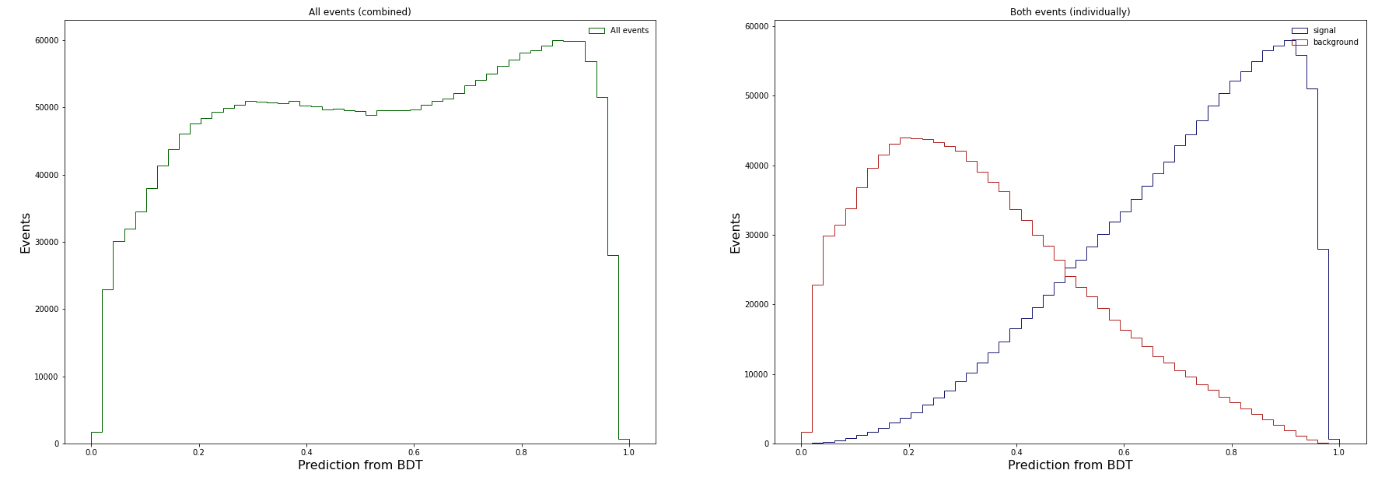 All events (combined)
All events
60000
50000
40000
30000
20000
10000
0
Events
0.0 0.2 0.4 0.6 0.8 1.0
Prediction from BDT
Both events (individually)
signal
background
60000
50000
40000
30000
20000
10000
0
Events
0.0 0.2 0.4 0.6 0.8 1.0
Prediction from BDT